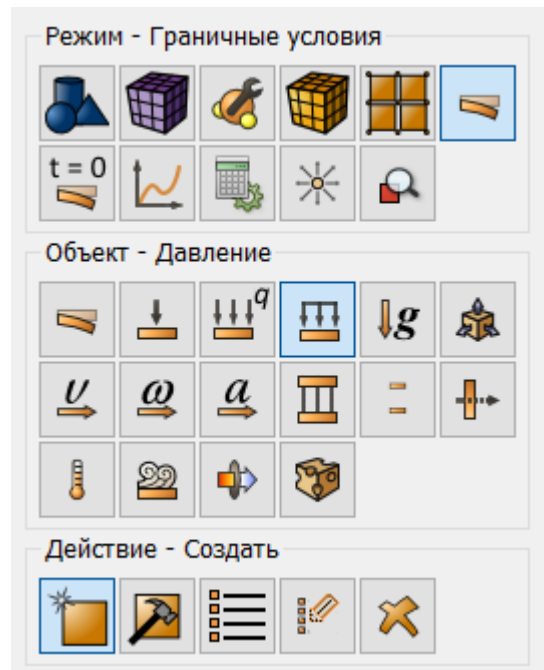 Режим - Граничные условия
t = 0
Объект - Давление
q
g
υ ω a
Действие - Создать